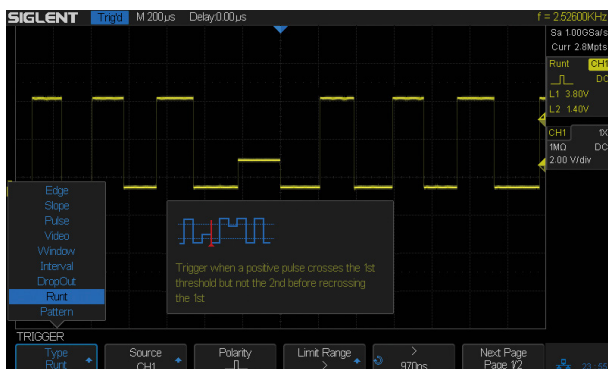 SIGLENT Trig'd M 200µs Delay:0.00µs f = 2.52600KHz
Sa 1.00GSa/s
Curr 2.8Mpts
Runt CH1
DC
L1 3.80V
L2 1.40V
CH1 1X
1MΩ DC
2.00 V/div
Edge
Slope
Pulse
Video
Window
Interval
DropOut
Runt
Pattern
Trigger when a positive pulse crosses the 1st
threshold but not the 2nd before recrossing
the 1st
TRIGGER
Type Source Polarity Limit Range > Next Page
Runt CH1 > 970ns Page 1/2
23:55